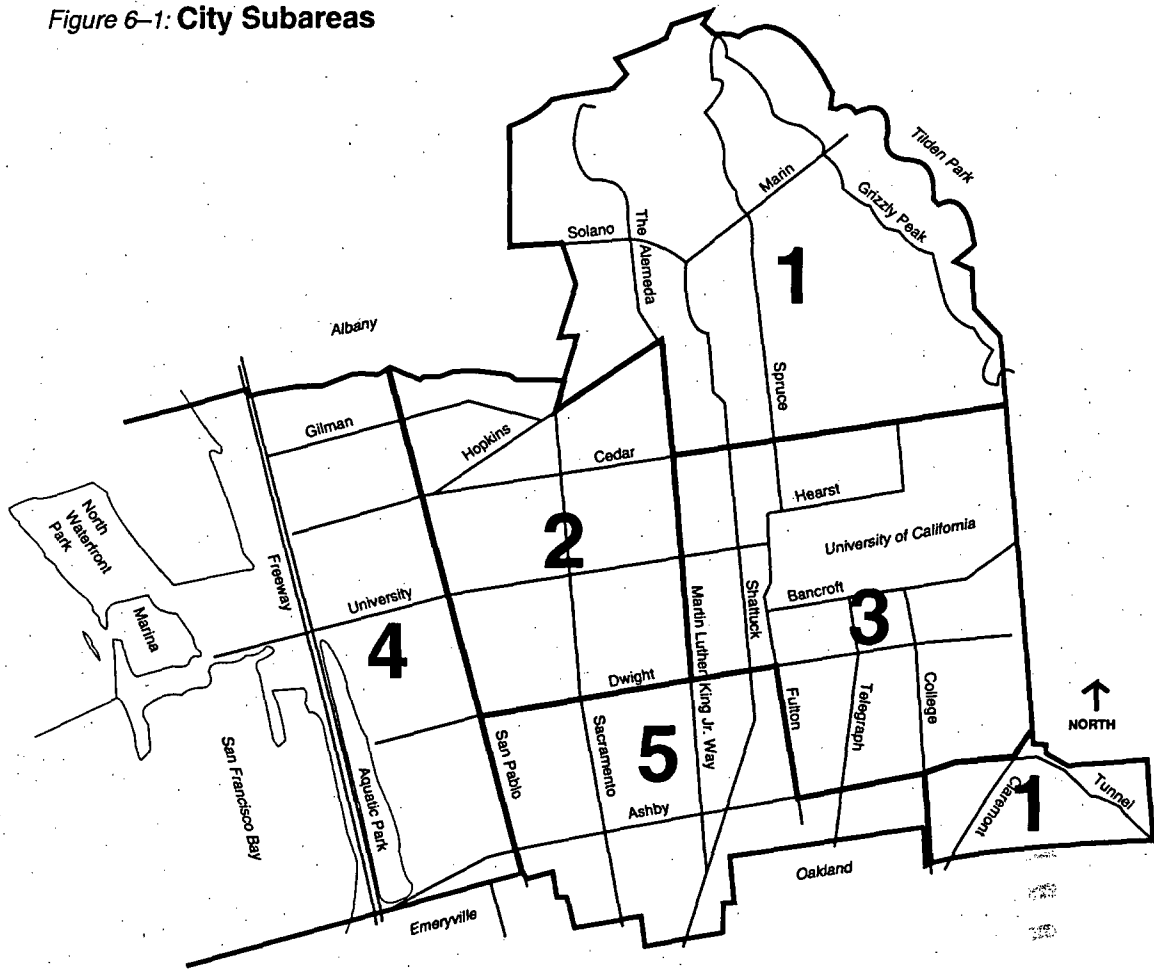 Figure 6–1: City Subareas
Tilden Park
Marin
Grizzly Peak
The Alemeda
Solano
1
Albany
Spruce
Gilman
Hopkins
Cedar
Hearst
North
Waterfront
Park
2
University of California
Freeway
University
Bancroft
Martin Luther King Jr. Way
Shattuck
3
Marina
4
Dwight
Fulton
Telegraph
College
NORTH
San Pablo
Sacramento
5
San Francisco Bay
Aquatic Park
Ashby
Claremont
1
Tunnel
Oakland
Emeryville